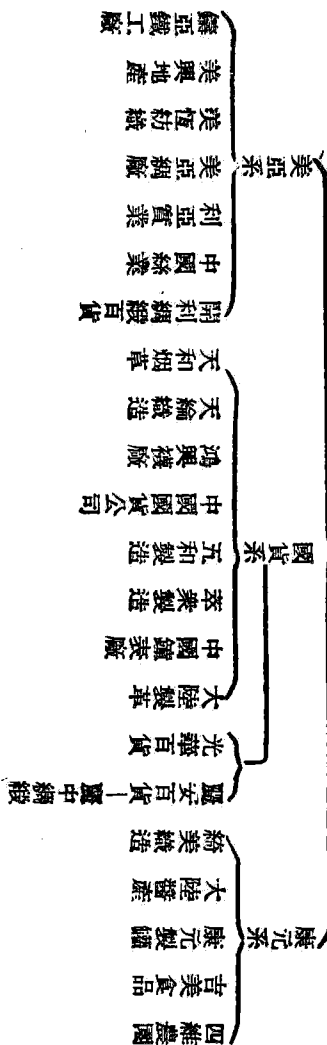 美亞系
鑄亞鐵工廠
美興地產
美恆紡織
美亞綢廠
利亞實業
中國絲業
開利綢緞百貨
國貨系
天和烟草
天綸織造
鴻興襪廠
中國國貨公司
五和製造
萃眾製造
中國鐘表廠
大陸製革
光華百貨
麗安百貨—麗中綢緞
康元系
綺美織造
大陸
康元製罐
吉美食品
四維農園